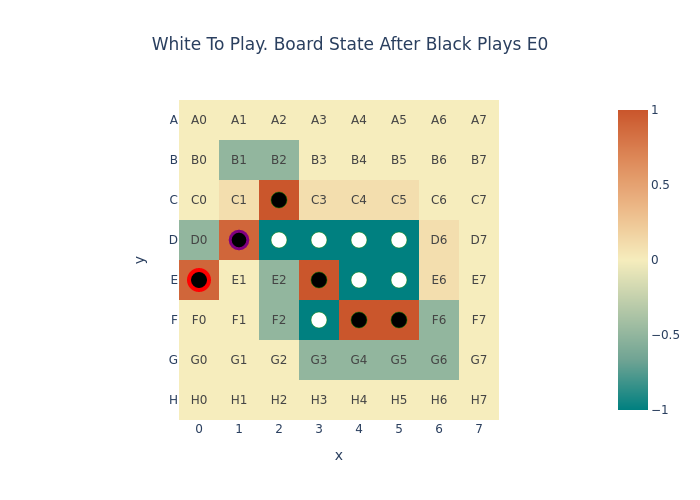 White To Play. Board State After Black Plays E0
A A0 A1 A2 A3 A4 A5 A6 A7
B B0 B1 B2 B3 B4 B5 B6 B7
C C0 C1 C3 C4 C5 C6 C7
D D0 D6 D7
E E1 E2 E6 E7
F F0 F1 F2 F6 F7
G G0 G1 G2 G3 G4 G5 G6 G7
H H0 H1 H2 H3 H4 H5 H6 H7
0 1 2 3 4 5 6 7
x
y
1
0.5
0
−0.5
−1